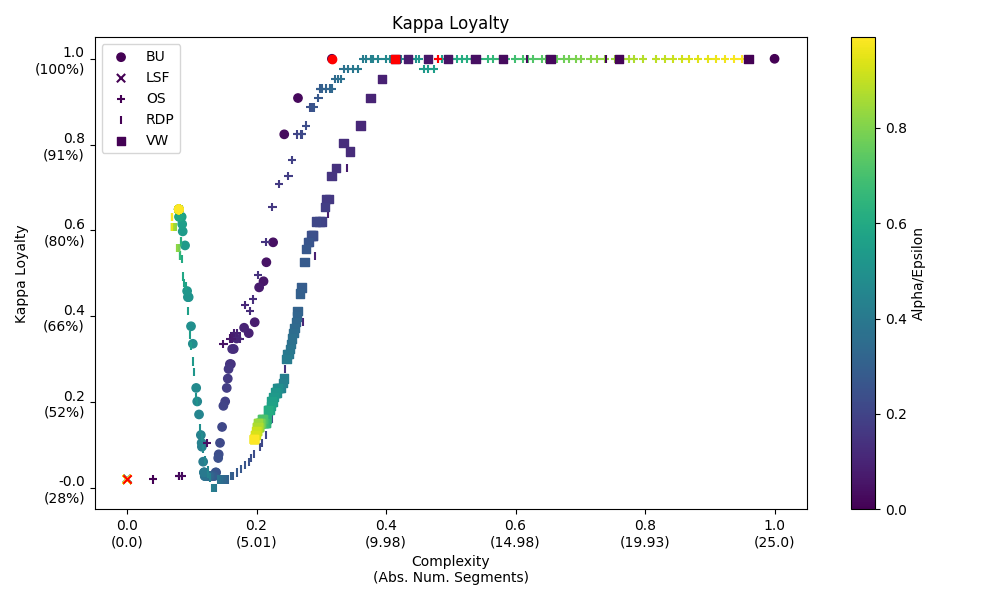 Kappa Loyalty
BU
LSF
OS
RDP
VW
Kappa Loyalty
1.0
(100%)
0.8
(91%)
0.6
(80%)
0.4
(66%)
0.2
(52%)
-0.0
(28%)
0.0
(0.0)
0.2
(5.01)
0.4
(9.98)
0.6
(14.98)
0.8
(19.93)
1.0
(25.0)
Complexity
(Abs. Num. Segments)
0.8
0.6
0.4
0.2
0.0
Alpha/Epsilon